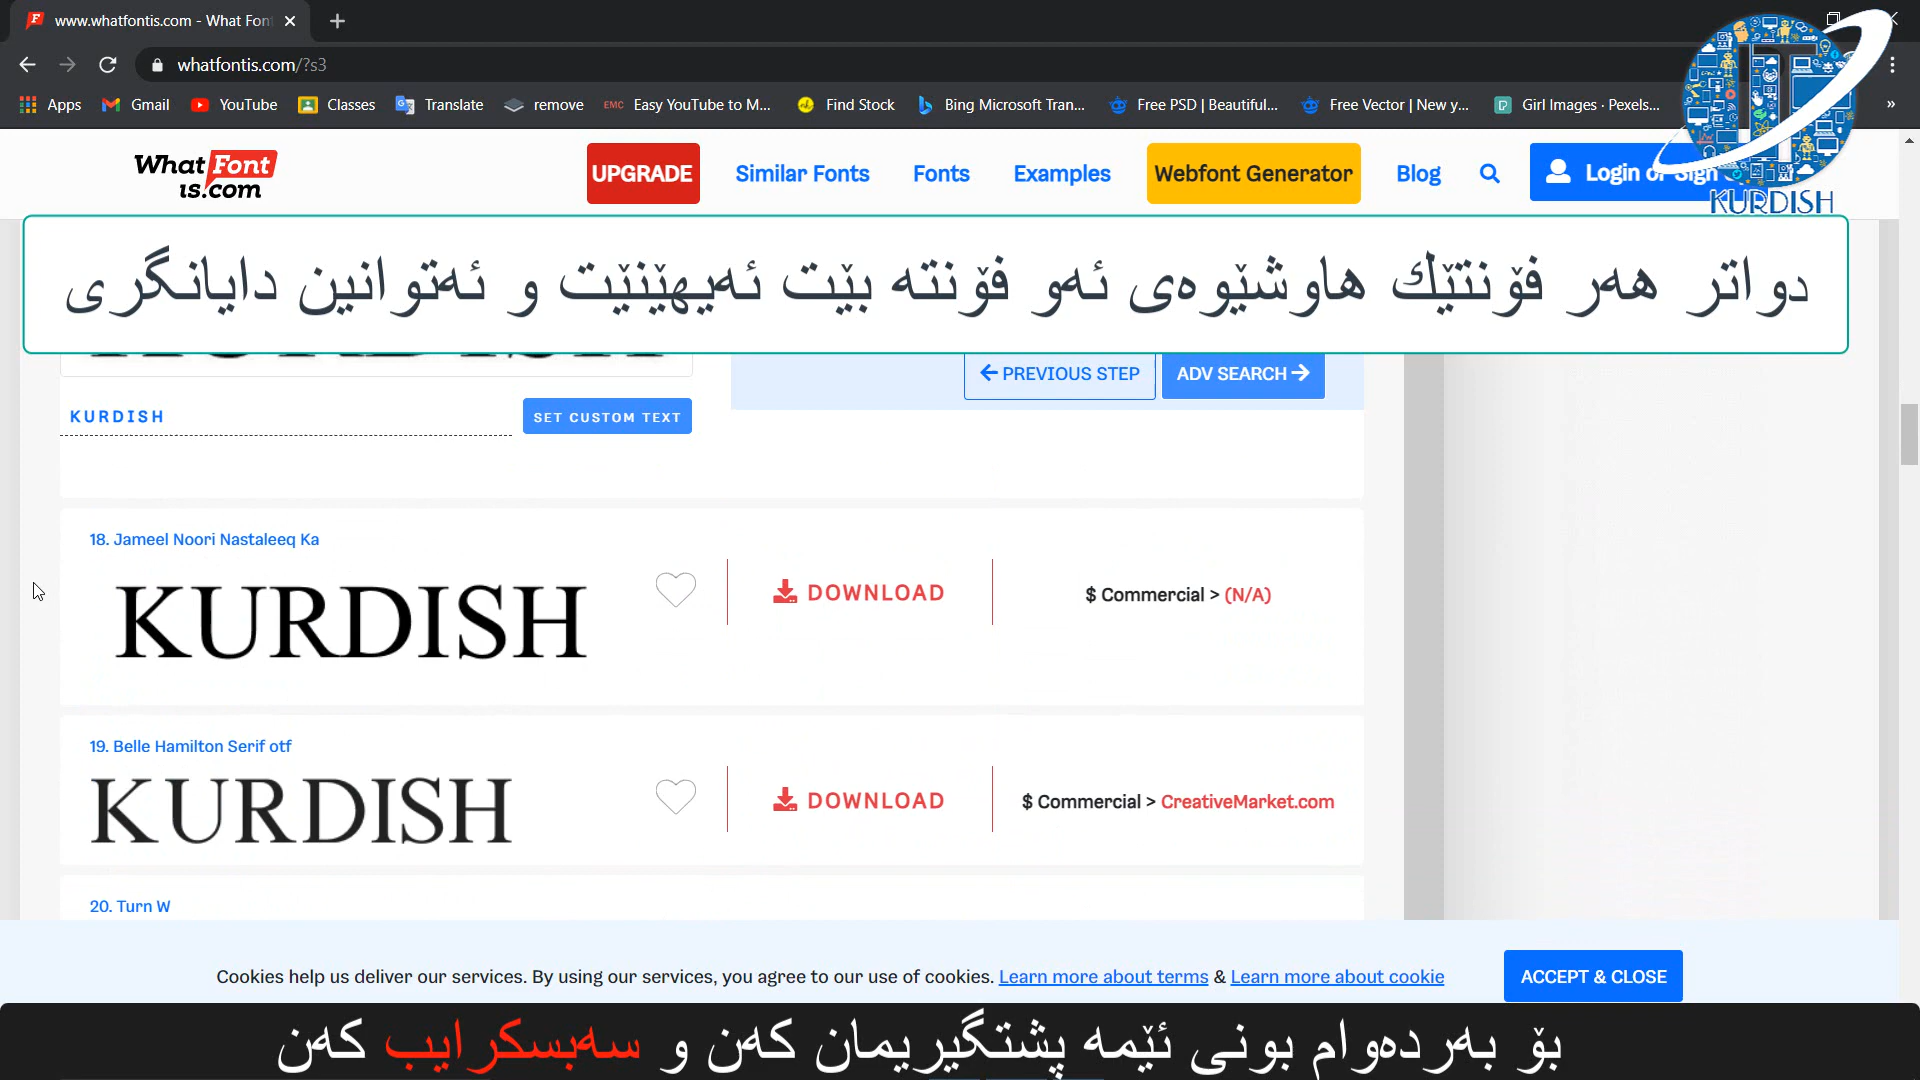 www.whatfontis.com - What Fon
whatfontis.com/?s3
Apps
Gmail
YouTube
Classes
Translate
remove
EMC Easy YouTube to M...
Find Stock
Bing Microsoft Tran...
Free PSD | Beautiful...
Free Vector | New y...
Girl Images · Pexels...
»
What Font
is.com
UPGRADE
Similar Fonts
Fonts
Examples
Webfont Generator
Blog
Login or Sign
IT
KURDISH
دواتر هەر فۆنتێك هاوشێوەی ئەو فۆنتە بێت ئەیهێنێت و ئەتوانین دایانگری
PREVIOUS STEP
ADV SEARCH
KURDISH
SET CUSTOM TEXT
18. Jameel Noori Nastaleeq Ka
KURDISH
DOWNLOAD
$ Commercial > (N/A)
19. Belle Hamilton Serif otf
KURDISH
DOWNLOAD
$ Commercial > CreativeMarket.com
20. Turn W
Cookies help us deliver our services. By using our services, you agree to our use of cookies. Learn more about terms & Learn more about cookie
ACCEPT & CLOSE
بۆ بەردەوام بونی ئێمە پشتگیریمان کەن و سەبسکرایب کەن